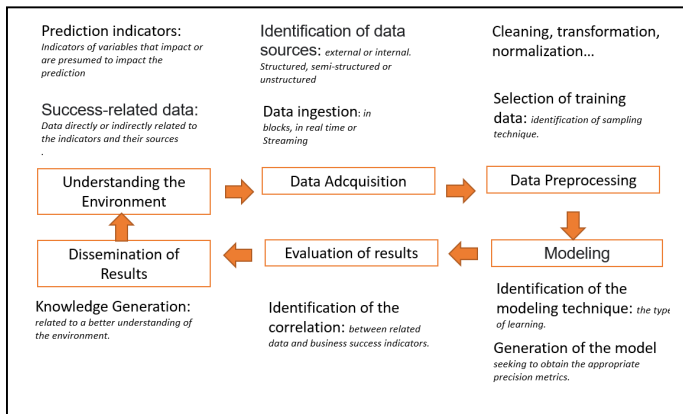 Prediction indicators:
Indicators of variables that impact or
are presumed to impact the
prediction
Success-related data:
Data directly or indirectly related to
the indicators and their sources
.
Identification of data
sources: external or internal.
Structured, semi-structured or
unstructured
Data ingestion: in
blocks, in real time or
Streaming
Cleaning, transformation,
normalization...
Selection of training
data: identification of sampling
technique.
Understanding the
Environment
Data Adcquisition
Data Preprocessing
Dissemination of
Results
Evaluation of results
Modeling
Knowledge Generation:
related to a better understanding of
the environment.
Identification of the
correlation: between related
data and business success indicators.
Identification of the
modeling technique: the type
of learning.
Generation of the model
seeking to obtain the appropriate
precision metrics.